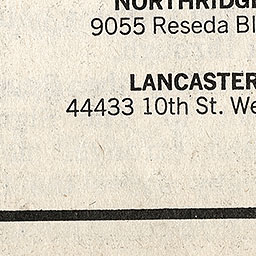 NORTHRIDGE
9055 Reseda Bl
LANCASTER
44433 10th St. We